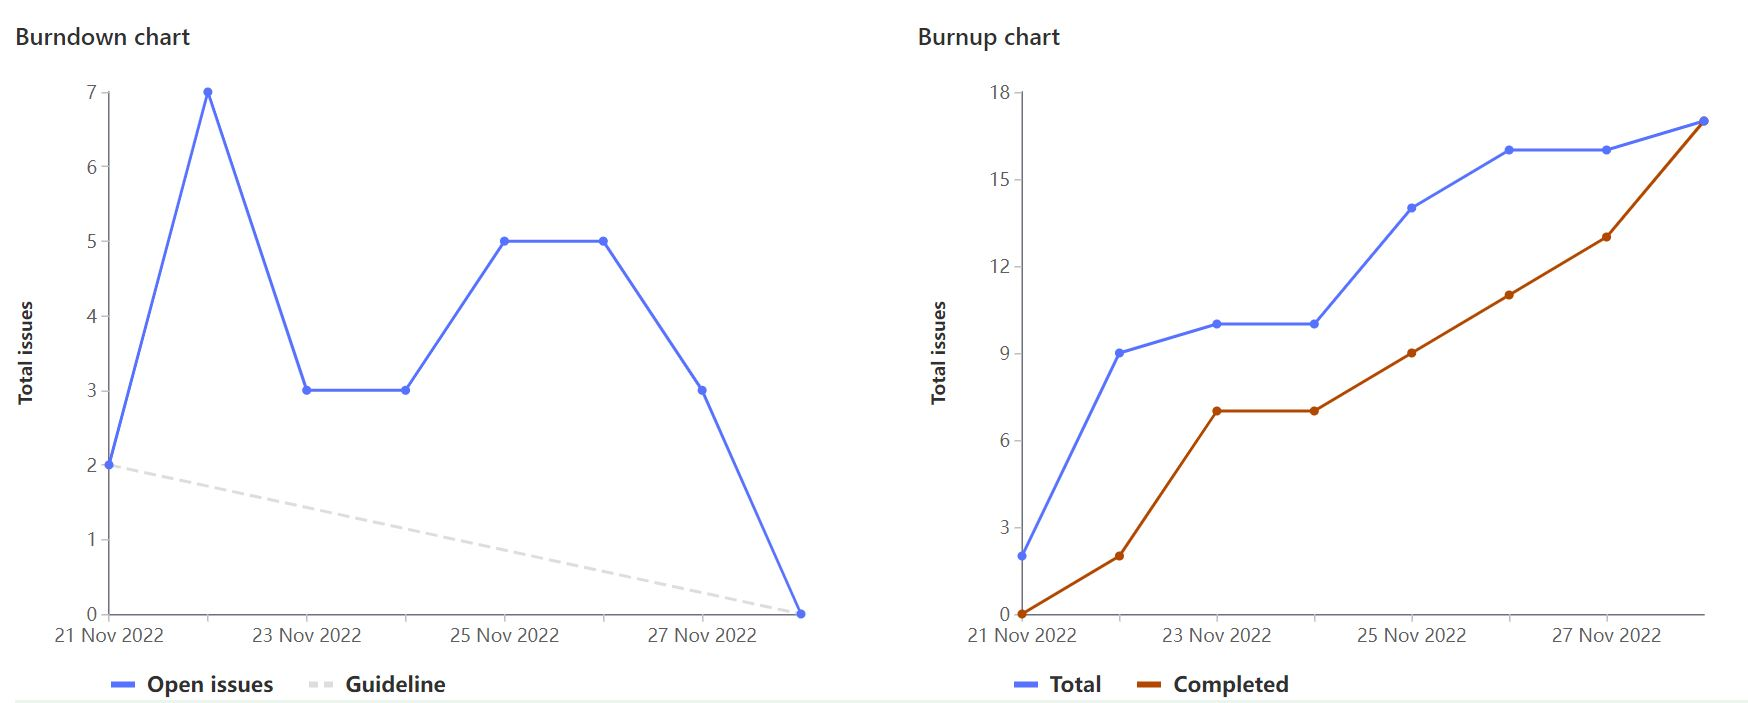 Burndown chart
7
6
5
4
3
2
1
0
Total issues
21 Nov 2022 23 Nov 2022 25 Nov 2022 27 Nov 2022
Open issues Guideline
Burnup chart
18
15
12
9
6
3
0
Total issues
21 Nov 2022 23 Nov 2022 25 Nov 2022 27 Nov 2022
Total Completed